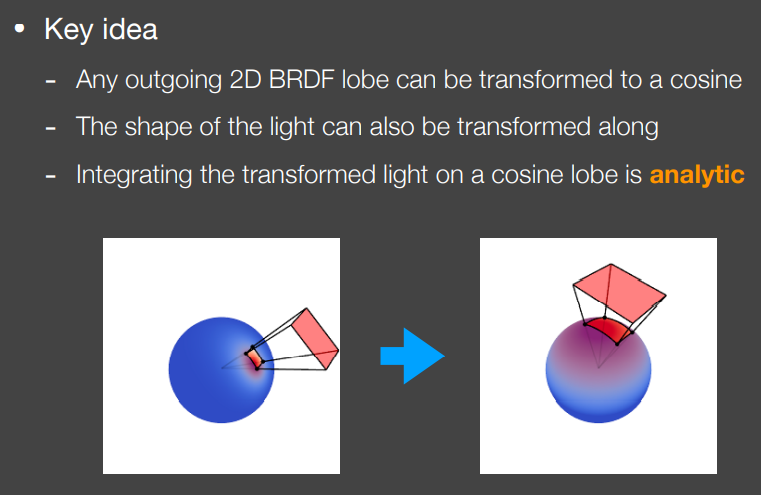 • Key idea
- Any outgoing 2D BRDF lobe can be transformed to a cosine
- The shape of the light can also be transformed along
- Integrating the transformed light on a cosine lobe is analytic